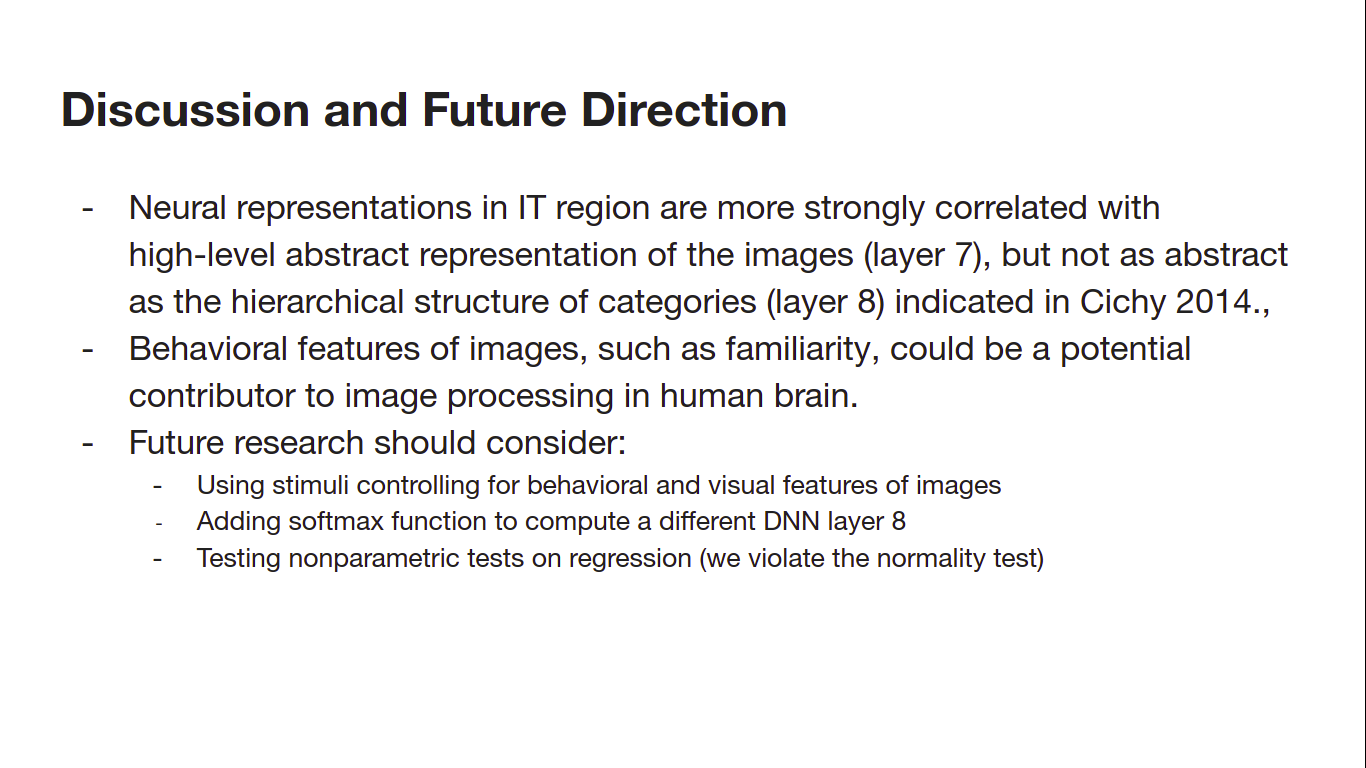 Discussion and Future Direction
- Neural representations in IT region are more strongly correlated with
high-level abstract representation of the images (layer 7), but not as abstract
as the hierarchical structure of categories (layer 8) indicated in Cichy 2014.,
- Behavioral features of images, such as familiarity, could be a potential
contributor to image processing in human brain.
- Future research should consider:
- Using stimuli controlling for behavioral and visual features of images
- Adding softmax function to compute a different DNN layer 8
- Testing nonparametric tests on regression (we violate the normality test)